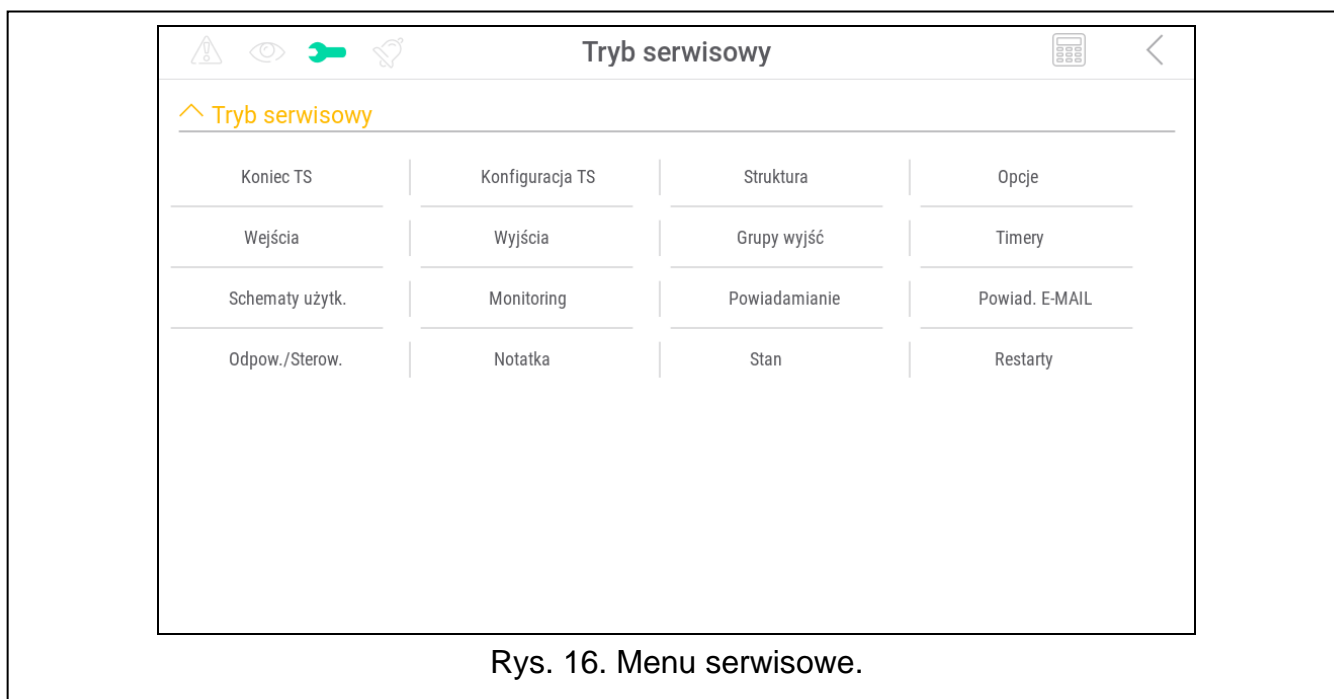 Tryb serwisowy
Tryb serwisowy
Koniec TS Konfiguracja TS Struktura Opcje
Wejścia Wyjścia Grupy wyjść Timery
Schematy użytk. Monitoring Powiadamianie Powiad. E-MAIL
Odpow./Sterow. Notatka Stan Restarty
Rys. 16. Menu serwisowe.